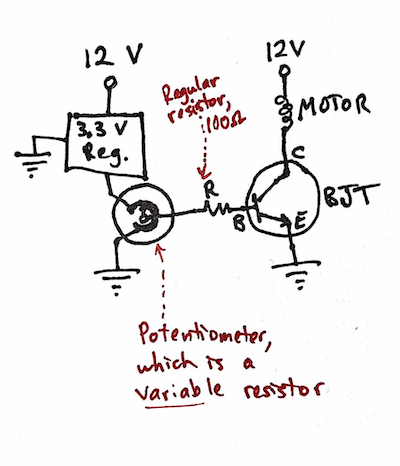 12 V
12V
Regular
resistor,
100Ω
MOTOR
3.3 V
Reg.
C
R
BJT
B
E
Potentiometer,
which is a
variable resistor